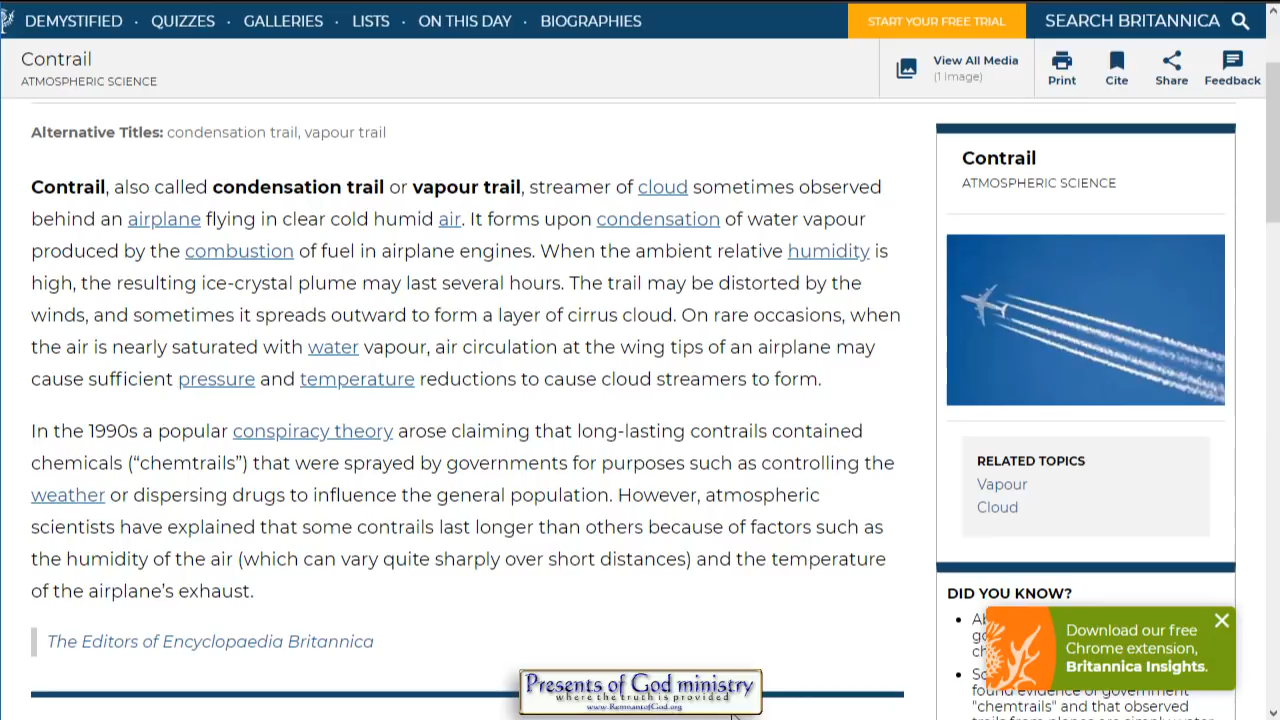 DEMYSTIFIED · QUIZZES · GALLERIES · LISTS · ON THIS DAY · BIOGRAPHIES
START YOUR FREE TRIAL
SEARCH BRITANNICA
Contrail
ATMOSPHERIC SCIENCE
View All Media
(1 Image)
Print
Cite
Share
Feedback
Alternative Titles: condensation trail, vapour trail
Contrail, also called condensation trail or vapour trail, streamer of cloud sometimes observed
behind an airplane flying in clear cold humid air. It forms upon condensation of water vapour
produced by the combustion of fuel in airplane engines. When the ambient relative humidity is
high, the resulting ice-crystal plume may last several hours. The trail may be distorted by the
winds, and sometimes it spreads outward to form a layer of cirrus cloud. On rare occasions, when
the air is nearly saturated with water vapour, air circulation at the wing tips of an airplane may
cause sufficient pressure and temperature reductions to cause cloud streamers to form.
In the 1990s a popular conspiracy theory arose claiming that long-lasting contrails contained
chemicals (“chemtrails”) that were sprayed by governments for purposes such as controlling the
weather or dispersing drugs to influence the general population. However, atmospheric
scientists have explained that some contrails last longer than others because of factors such as
the humidity of the air (which can vary quite sharply over short distances) and the temperature
of the airplane’s exhaust.
The Editors of Encyclopaedia Britannica
Contrail
ATMOSPHERIC SCIENCE
RELATED TOPICS
Vapour
Cloud
DID YOU KNOW?
found evidence of government
"chemtrails" and that observed
Download our free
Chrome extension,
Britannica Insights.
Presents of God ministry
where the truth is provided
www.RemnantofGod.org